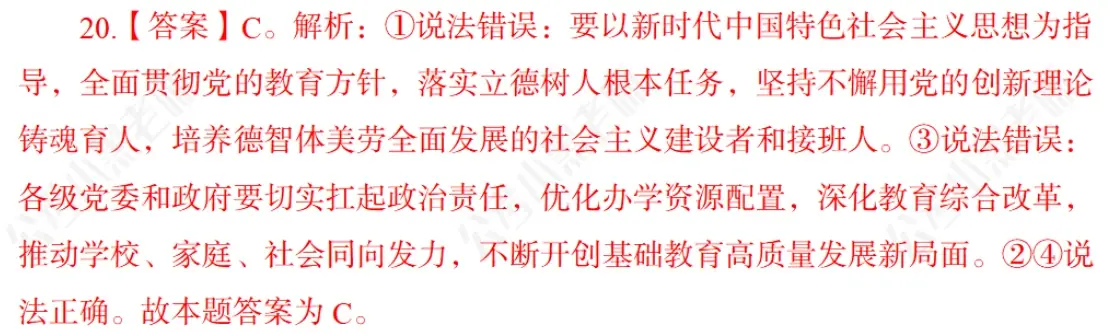 20.【答案】C。解析：①说法错误：要以新时代中国特色社会主义思想为指
导，全面贯彻党的教育方针，落实立德树人根本任务，坚持不懈用党的创新理论
铸魂育人，培养德智体美劳全面发展的社会主义建设者和接班人。③说法错误：
各级党委和政府要切实扛起政治责任，优化办学资源配置，深化教育综合改革，
推动学校、家庭、社会同向发力，不断开创基础教育高质量发展新局面。②④说
法正确。故本题答案为 C。